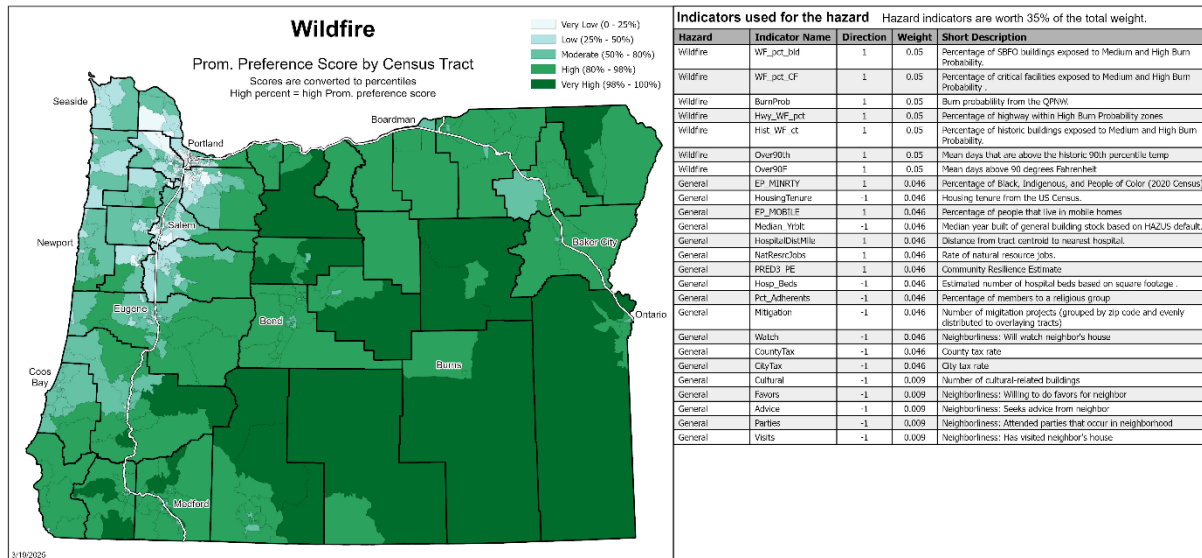 Wildfire
Prom. Preference Score by Census Tract
Scores are converted to percentiles
High percent = high Prom. preference score
Very Low (0 - 25%)
Low (25% - 50%)
Moderate (50% - 80%)
High (80% - 98%)
Very High (98% - 100%)
Seaside
Portland
Boardman
Salem
Newport
Baker City
Eugene
Bend
Ontario
Burns
Coos
Bay
Medford
3/19/2025
Indicators used for the hazard Hazard indicators are worth 35% of the total weight.
Hazard Indicator Name Direction Weight Short Description
Wildfire WF_pct_bld 1 0.05 Percentage of SBFO buildings exposed to Medium and High Burn
Probability.
Wildfire WF_pct_CF 1 0.05 Percentage of critical facilities exposed to Medium and High Burn
Probability .
Wildfire BurnProb 1 0.05 Burn probablility from the QPNW.
Wildfire Hwy_WF_pct 1 0.05 Percentage of highway within High Burn Probability zones
Wildfire Hist_WF_ct 1 0.05 Percentage of historic buildings exposed to Medium and High Burn
Probability.
Wildfire Over90th 1 0.05 Mean days that are above the historic 90th percentile temp
Wildfire Over90F 1 0.05 Mean days above 90 degrees Fahrenheit
General EP_MINRTY 1 0.046 Percentage of Black, Indigenous, and People of Color (2020 Census)
General HousingTenure -1 0.046 Housing tenure from the US Census.
General EP_MOBILE 1 0.046 Percentage of people that live in mobile homes
General Median_Yrblt -1 0.046 Median year built of general building stock based on HAZUS default.
General HospitalDistMile 1 0.046 Distance from tract centroid to nearest hospital.
General NatResrcJobs 1 0.046 Rate of natural resource jobs.
General PRED3_PE 1 0.046 Community Resilience Estimate
General Hosp_Beds -1 0.046 Estimated number of hospital beds based on square footage .
General Pct_Adherents -1 0.046 Percentage of members to a religious group
General Mitigation -1 0.046 Number of migitation projects (grouped by zip code and evenly
distributed to overlaying tracts)
General Watch -1 0.046 Neighborliness: Will watch neighbor's house
General CountyTax -1 0.046 County tax rate
General CityTax -1 0.046 City tax rate
General Cultural -1 0.009 Number of cultural-related buildings
General Favors -1 0.009 Neighborliness: Willing to do favors for neighbor
General Advice -1 0.009 Neighborliness: Seeks advice from neighbor
General Parties -1 0.009 Neighborliness: Attended parties that occur in neighborhood
General Visits -1 0.009 Neighborliness: Has visited neighbor's house